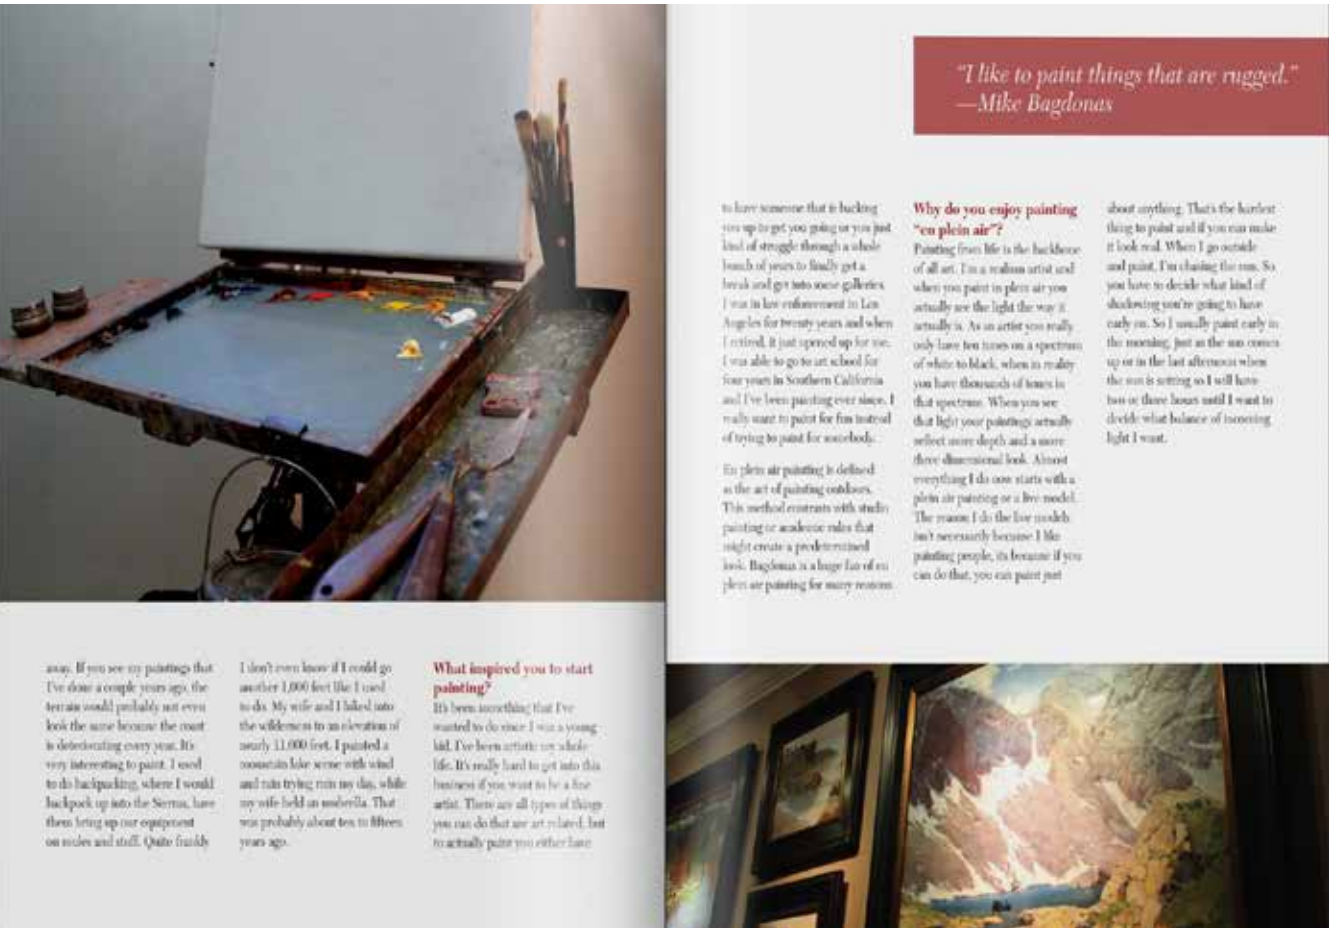 away. If you see my paintings that
I've done a couple years ago, the
terrain would probably not even
look the same because the coast
is deteriorating every year. It's
very interesting to paint. I used
to do backpacking, where I would
backpack up into the Sierras, have
them bring up our equipment
on mules and stuff. Quite frankly
I don't even know if I could go
another 1,000 feet like I used
to do. My wife and I hiked into
the wilderness to an elevation of
nearly 11,000 feet. I painted a
mountain lake scene with wind
and rain trying ruin my day, while
my wife held an umbrella. That
was probably about ten to fifteen
years ago.
What inspired you to start
painting?
It's been something that I've
wanted to do since I was a young
kid. I've been artistic my whole
life. It's really hard to get into this
business if you want to be a fine
artist. There are all types of things
you can do that are art related, but
to actually paint you either have
"I like to paint things that are rugged."
—Mike Bagdonas
to have someone that is backing
you up to get you going or you just
kind of struggle through a whole
bunch of years to finally get a
break and get into some galleries.
I was in law enforcement in Los
Angeles for twenty years and when
I retired, it just opened up for me.
I was able to go to art school for
four years in Southern California
and I've been painting ever since. I
really want to paint for fun instead
of trying to paint for somebody.
En plein air painting is defined
as the act of painting outdoors.
This method contrasts with studio
painting or academic rules that
might create a predetermined
look. Bagdonas is a huge fan of en
plein air painting for many reasons
Why do you enjoy painting
"en plein air"?
Painting from life is the backbone
of all art. I'm a realism artist and
when you paint in plein air you
actually see the light the way it
actually is. As an artist you really
only have ten tones on a spectrum
of white to black, when in reality
you have thousands of tones in
that spectrum. When you see
that light your paintings actually
reflect more depth and a more
three dimensional look. Almost
everything I do now starts with a
plein air painting or a live model.
The reason I do the live models
isn't necessarily because I like
painting people, its because if you
can do that, you can paint just
about anything. That's the hardest
thing to paint and if you can make
it look real. When I go outside
and paint, I'm chasing the sun. So
you have to decide what kind of
shadowing you're going to have
early on. So I usually paint early in
the morning, just as the sun comes
up or in the last afternoon when
the sun is setting so I will have
two or three hours until I want to
decide what balance of incoming
light I want.